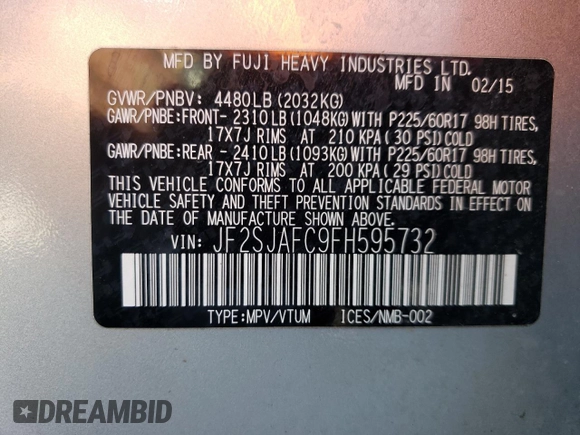 MFD BY FUJI HEAVY INDUSTRIES LTD.
MFD IN 02/15
GVWR/PNBV: 4480LB (2032KG)
GAWR/PNBE:FRONT- 2310LB (1048KG)WITH P225/60R17 98H TIRES,
17X7J RIMS AT 210 KPA ( 30 PSI)COLD
GAWR/PNBE:REAR - 2410LB (1093KG)WITH P225/60R17 98H TIRES,
17X7J RIMS AT 200 KPA ( 29 PSI)COLD
THIS VEHICLE CONFORMS TO ALL APPLICABLE FEDERAL MOTOR
VEHICLE SAFETY AND THEFT PREVENTION STANDARDS IN EFFECT
ON THE DATE OF MANUFACTURE SHOWN ABOVE.
VIN: JF2SJAFC9FH595732
TYPE:MPV/VTUM ICES/NMB-002
DREAMBID